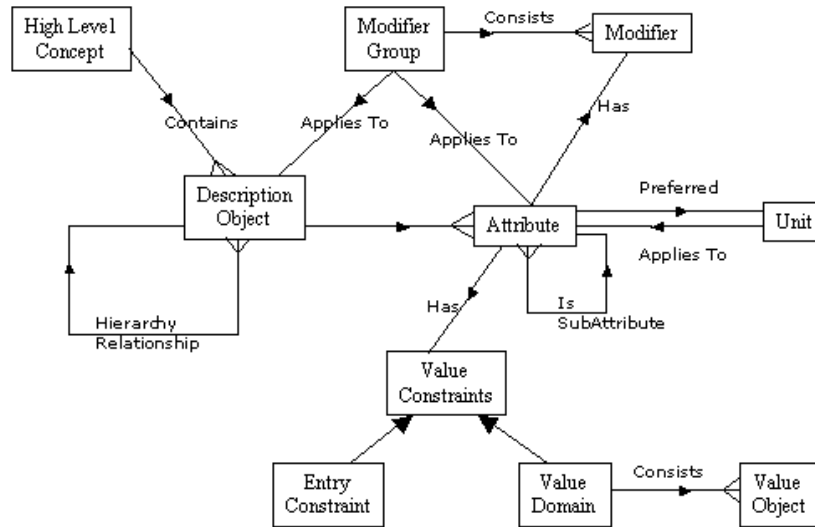 High Level
Concept
Modifier
Group
Consists
Modifier
Contains
Applies To
Applies To
Has
Description
Object
Attribute
Preferred
Unit
Applies To
Hierarchy
Relationship
Has
Is
SubAttribute
Value
Constraints
Entry
Constraint
Value
Domain
Consists
Value
Object